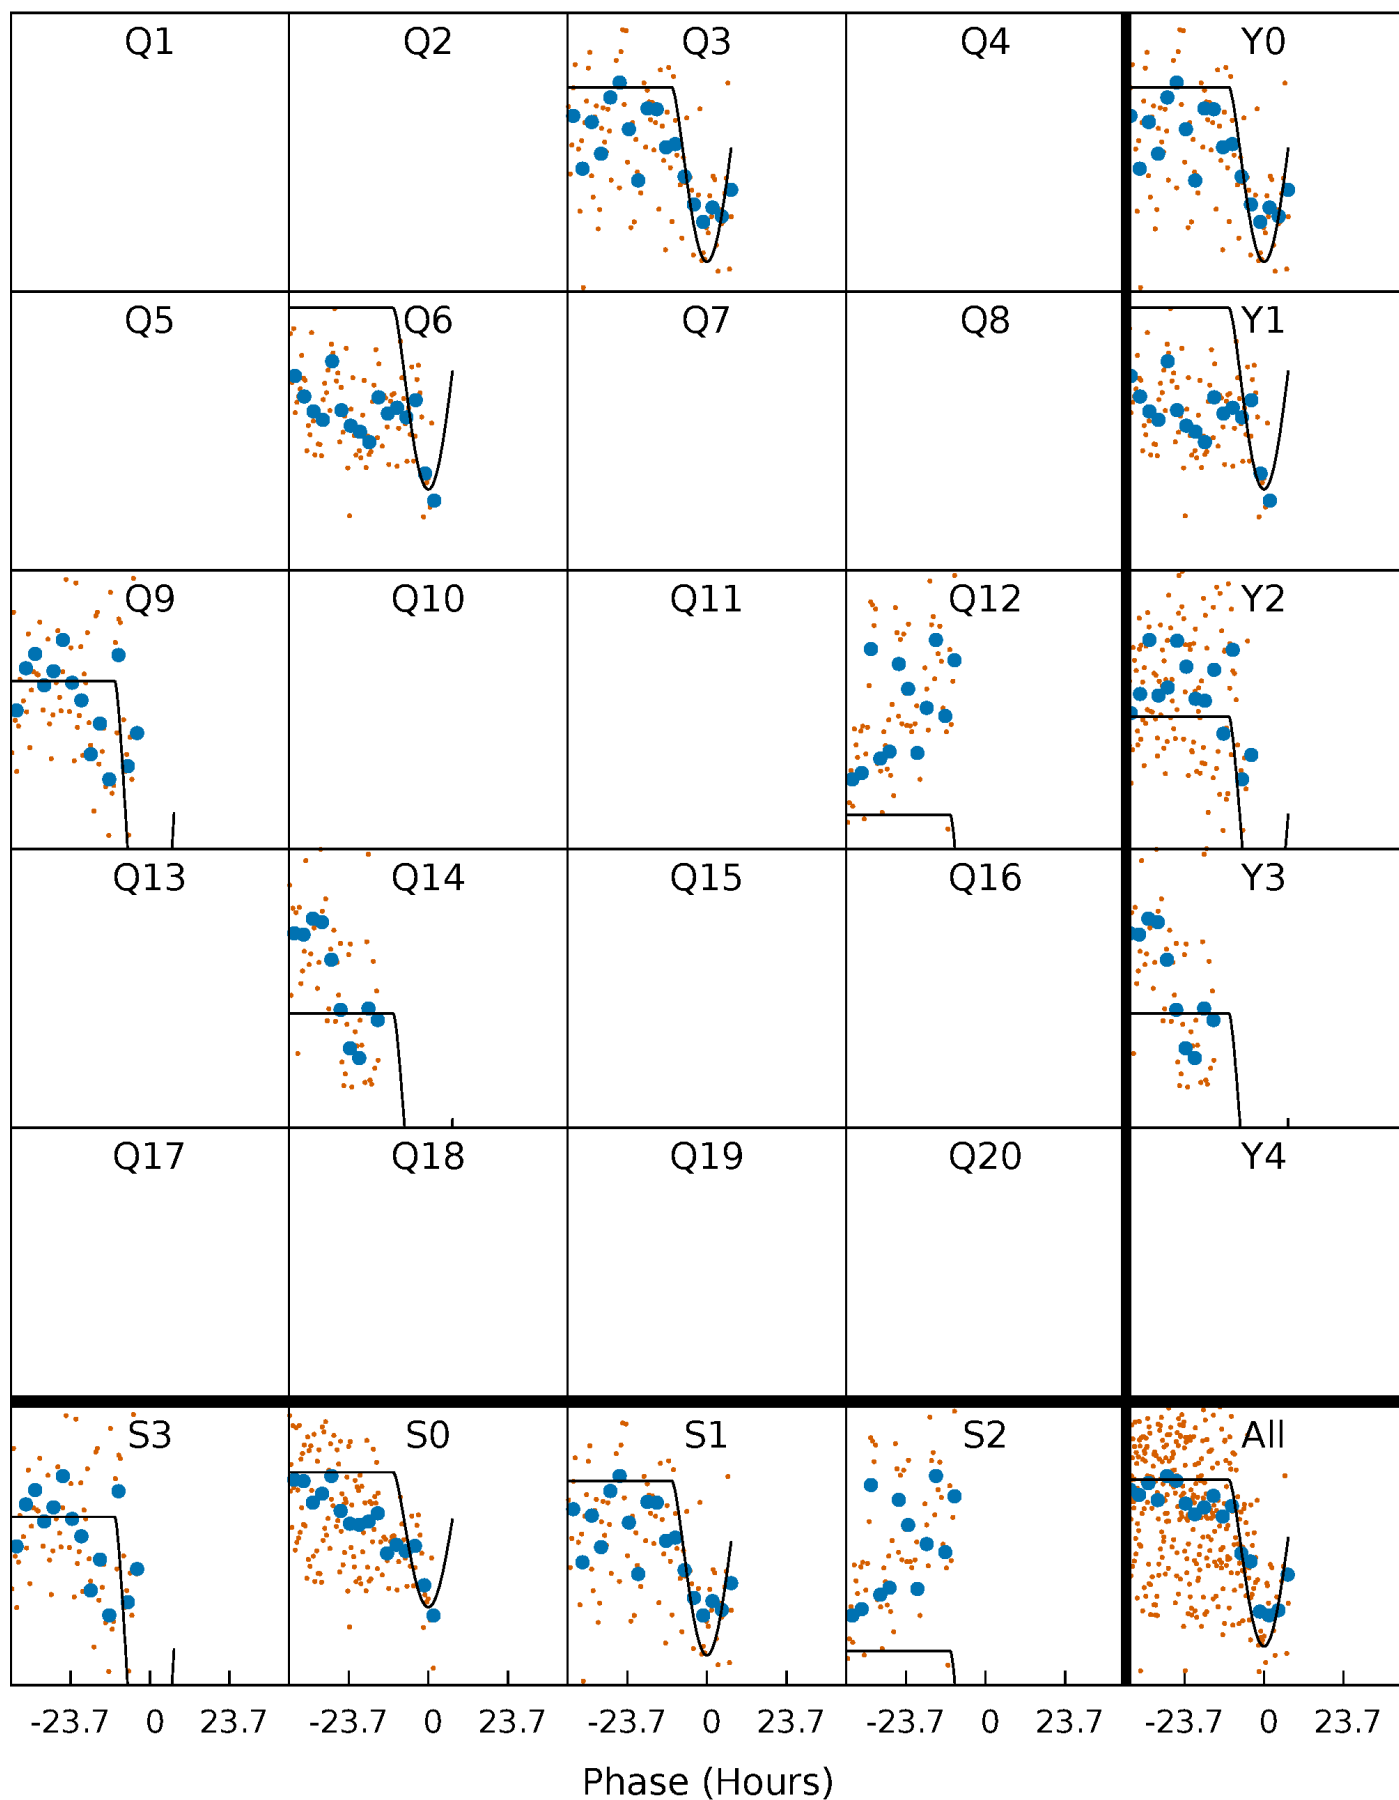 Q1 Q2 Q3 Q4 Y0
Q5 Q6 Q7 Q8 Y1
Q9 Q10 Q11 Q12 Y2
Q13 Q14 Q15 Q16 Y3
Q17 Q18 Q19 Q20 Y4
S3 S0 S1 S2 All
-23.7 0 23.7 -23.7 0 23.7 -23.7 0 23.7 -23.7 0 23.7 -23.7 0 23.7
Phase (Hours)